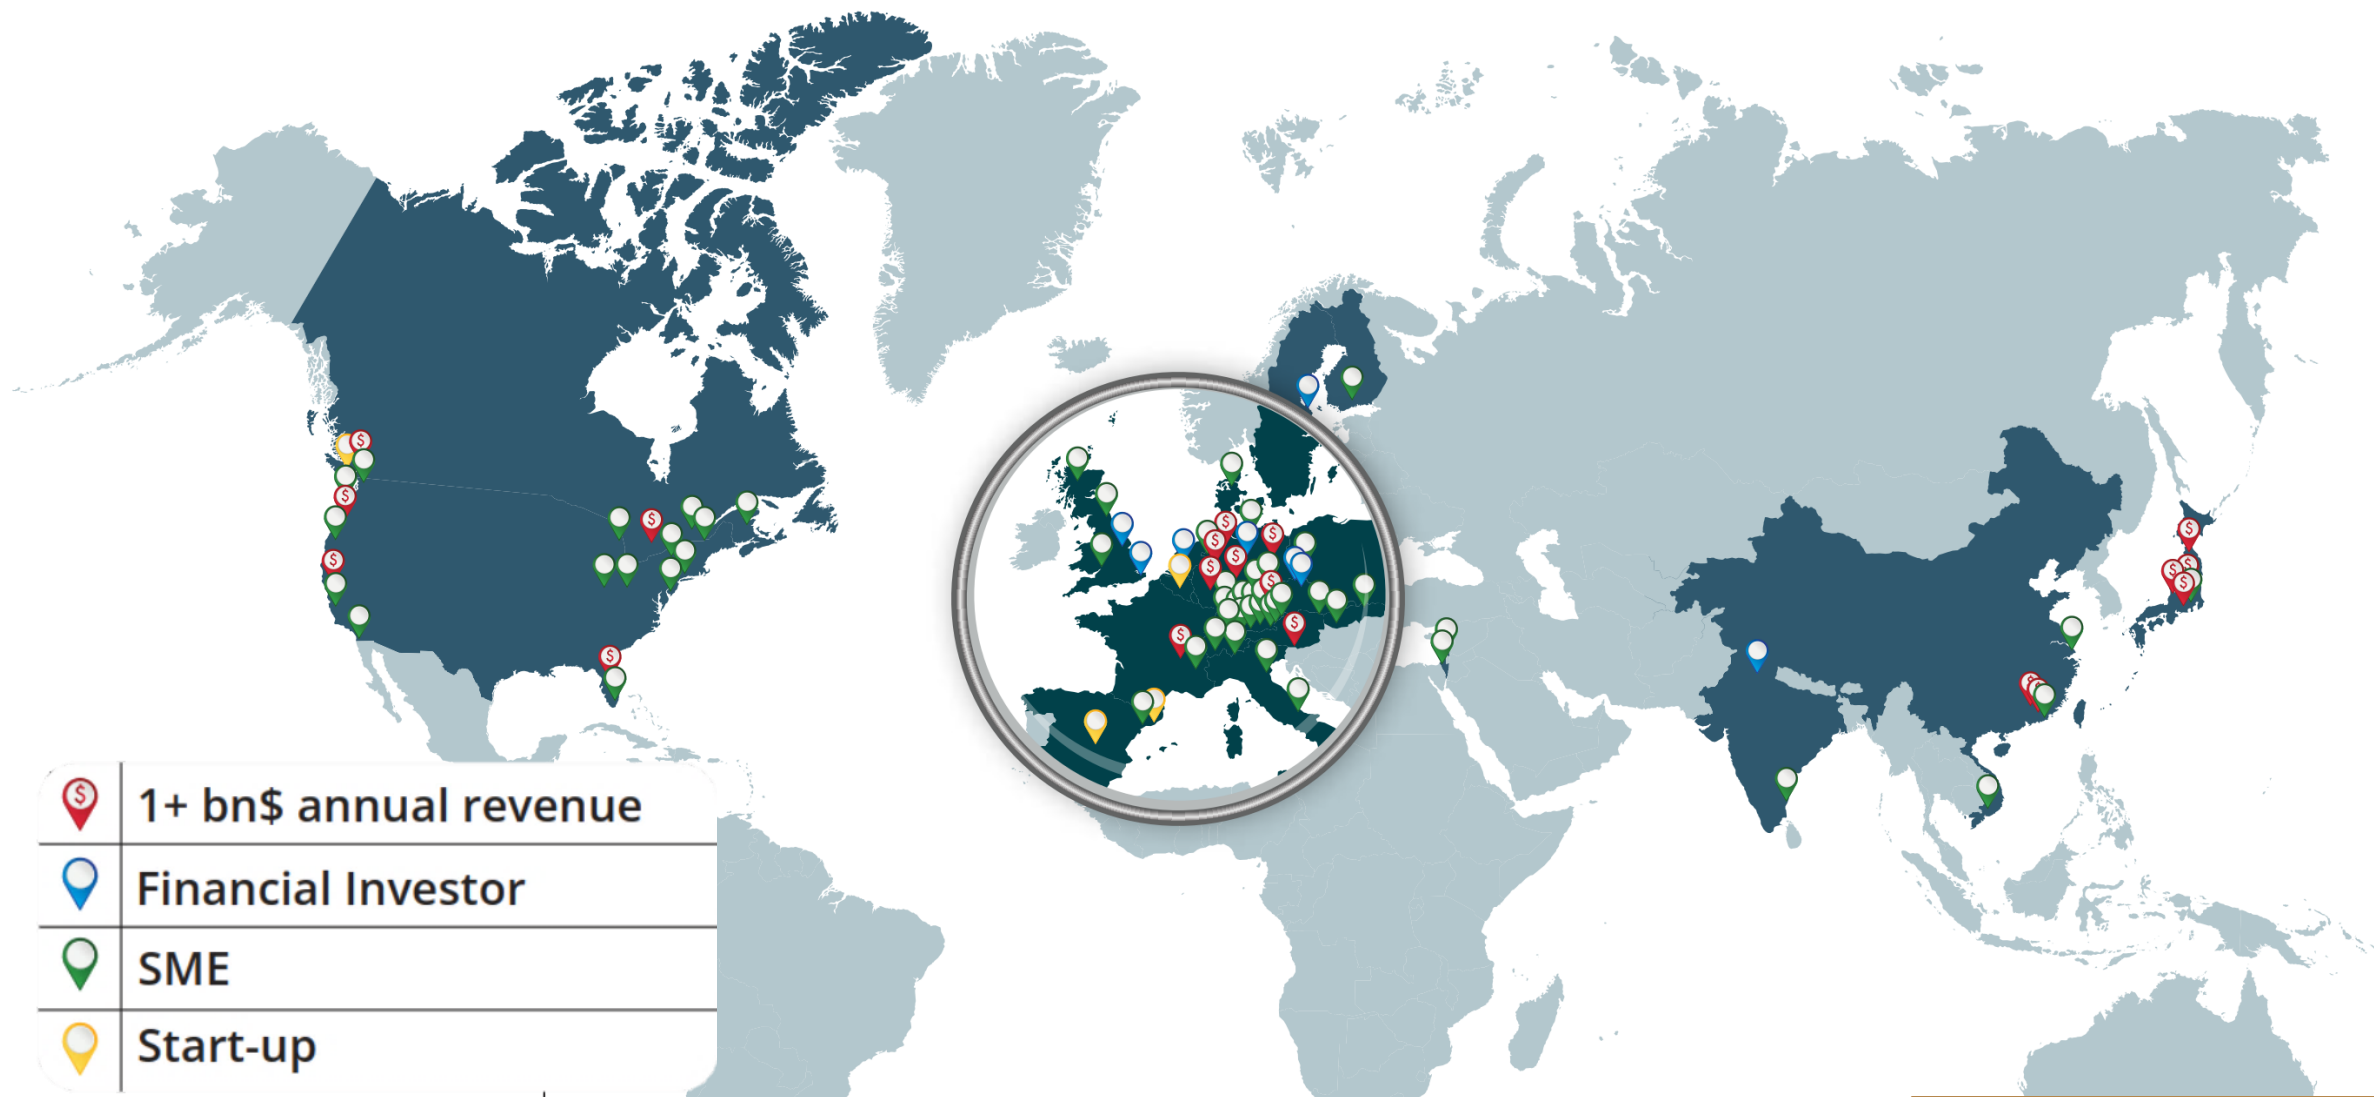 1+ bn$ annual revenue
Financial Investor
SME
Start-up